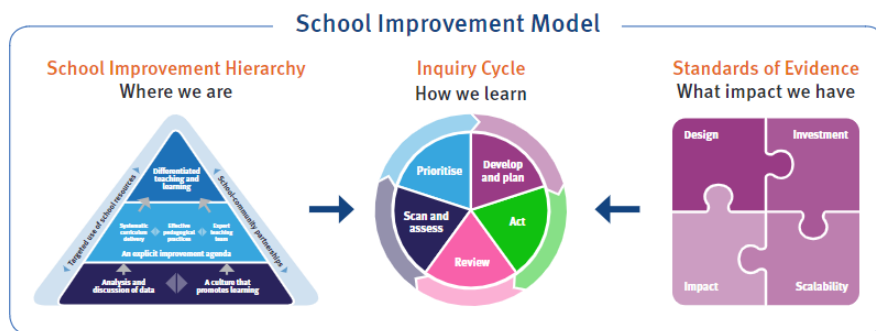 School Improvement Model
School Improvement Hierarchy
Where we are
Targeted use of school resources
School-community partnerships
Differentiated
teaching and
learning
Systematic
curriculum
delivery
Effective
pedagogical
practices
Expert
teaching
team
An explicit improvement agenda
Analysis and
discussion of data
A culture that
promotes learning
Inquiry Cycle
How we learn
Prioritise
Develop
and plan
Scan and
assess
Act
Review
Standards of Evidence
What impact we have
Design
Investment
Impact
Scalability